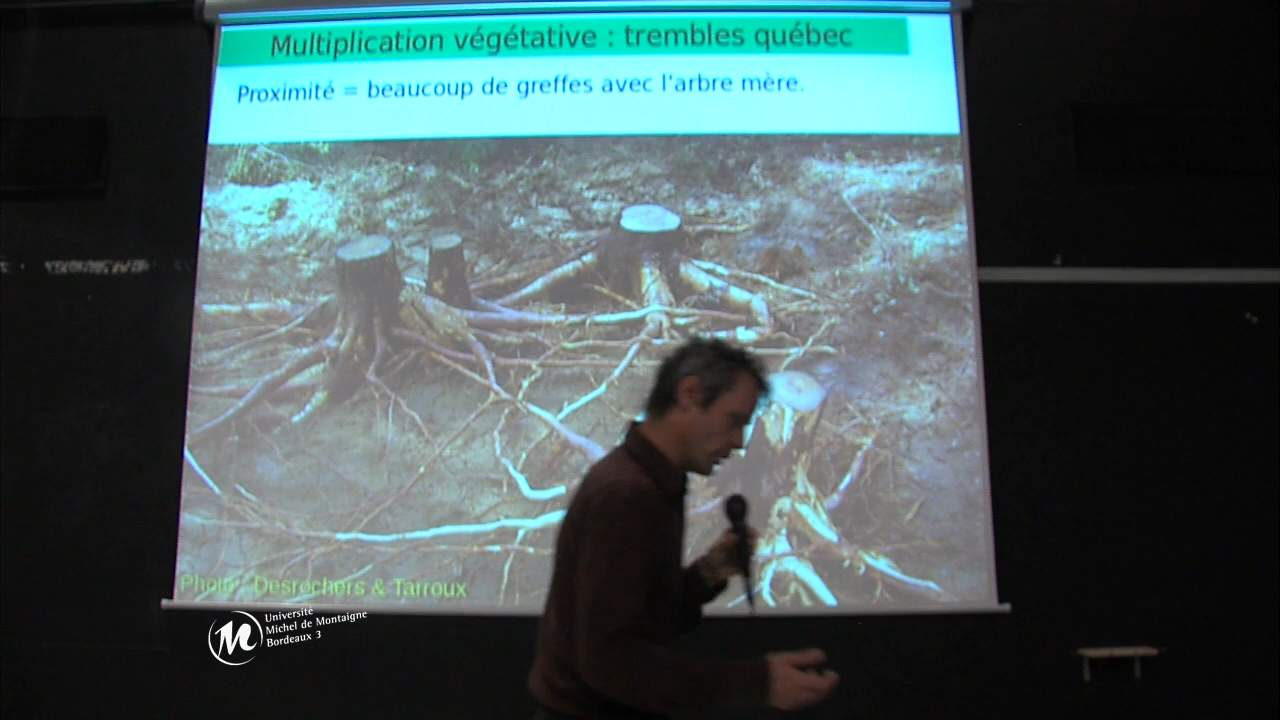 Multiplication végétative : trembles québec
Proximité = beaucoup de greffes avec l'arbre mère.
Photo : Desrochers & Tarroux
Université
Michel de Montaigne
Bordeaux 3